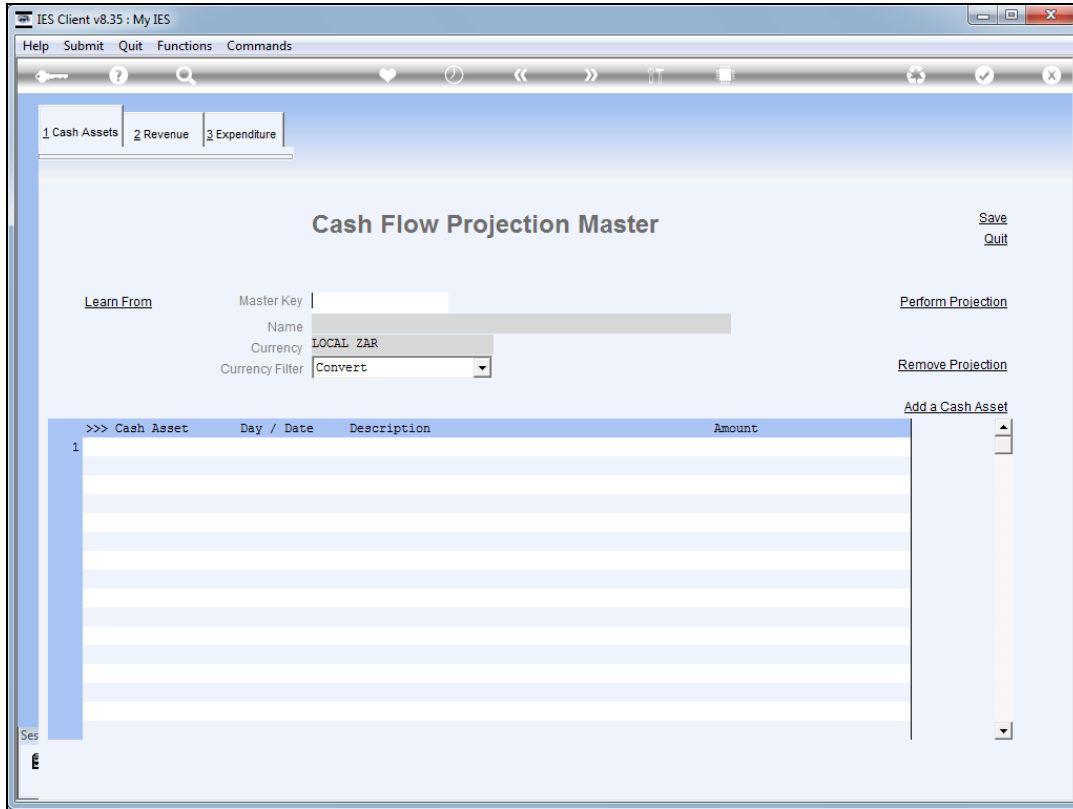 IES Client v8.35 : My IES
Help Submit Quit Functions Commands
1 Cash Assets 2 Revenue 3 Expenditure
Cash Flow Projection Master
Save
Quit
Learn From Master Key Perform Projection
Name
Currency LOCAL ZAR
Currency Filter Convert Remove Projection
Add a Cash Asset
>>> Cash Asset Day / Date Description Amount
1
Ses